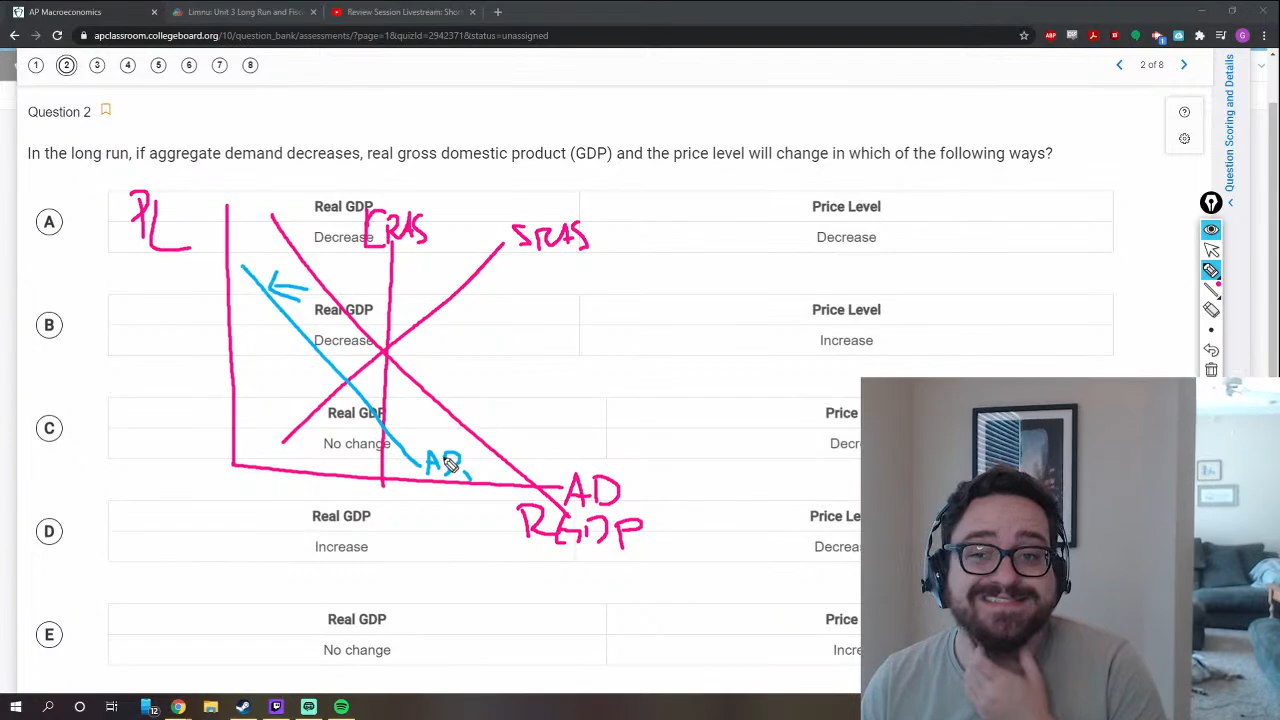 AP Macroeconomics
Limnu: Unit 3 Long Run and Fisc
Review Session Livestream: Short
apclassroom.collegeboard.org/10/question_bank/assessments/?page=1&quizId=2942371&status=unassigned
1 2 3 4 5 6 7 8
2 of 8
Question 2
Question Scoring and Details
In the long run, if aggregate demand decreases, real gross domestic product (GDP) and the price level will change in which of the following ways?
A
Real GDP Price Level
Decrease Decrease
B
Real GDP Price Level
Decrease Increase
C
Real GDP Price
No change Decr
D
Real GDP Price Le
Increase Decrea
E
Real GDP Price
No change Incre
PL
LRAS
SRAS
AD1
AD
RGDP